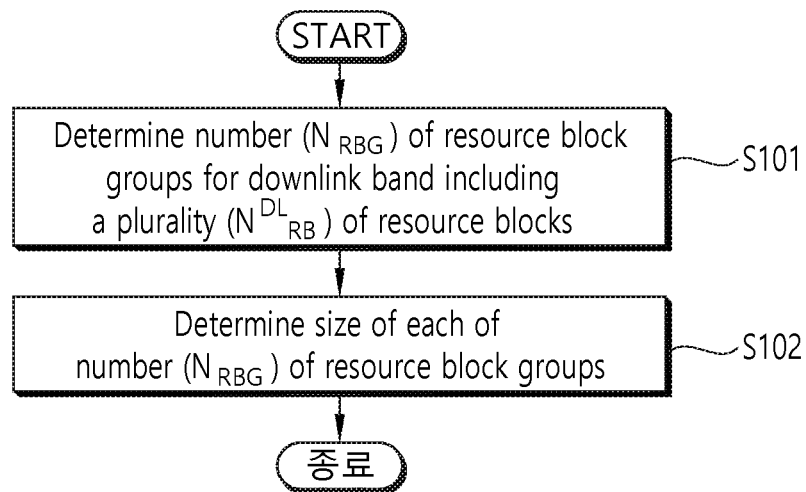 START
Determine number (N RBG) of resource block
groups for downlink band including
a plurality (N DL RB) of resource blocks
S101
Determine size of each of
number (N RBG) of resource block groups
S102
종료